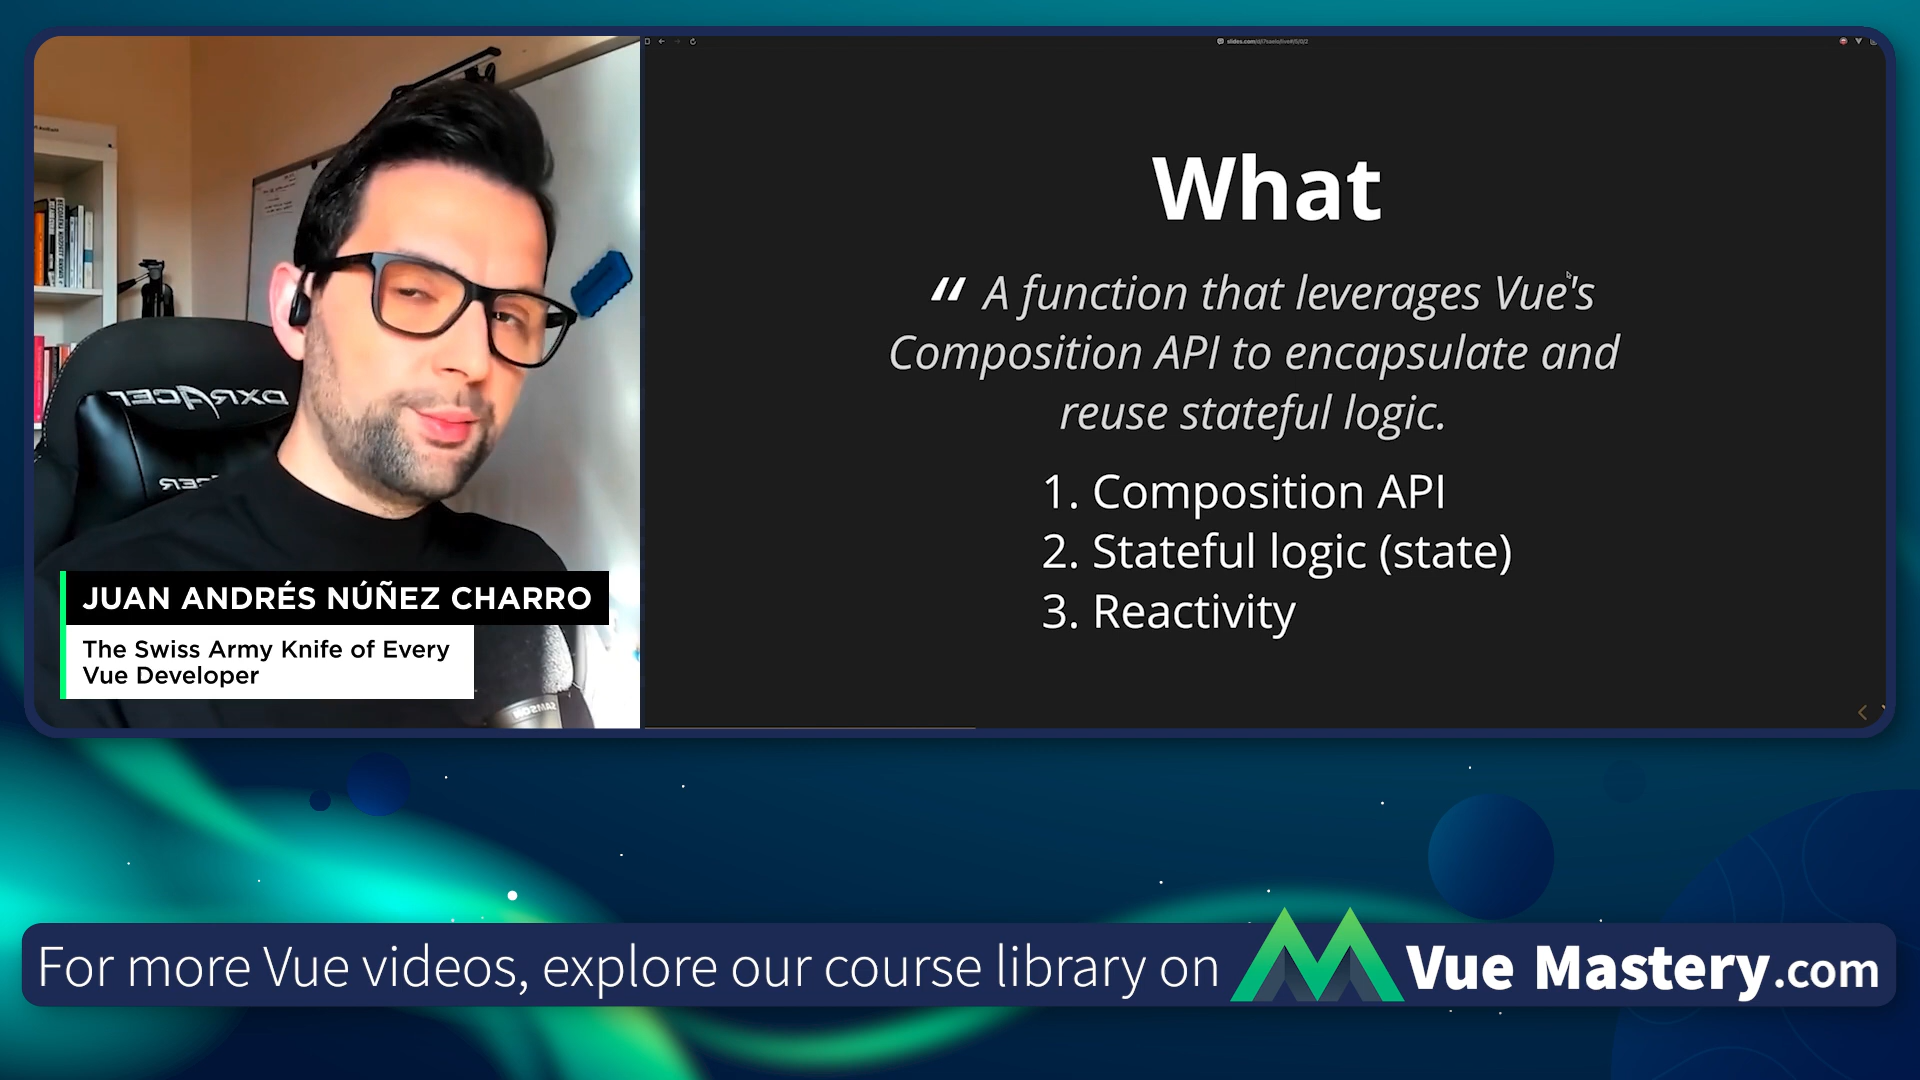 What
“ A function that leverages Vue's
Composition API to encapsulate and
reuse stateful logic.
1. Composition API
2. Stateful logic (state)
3. Reactivity
DXRACER
JUAN ANDRÉS NÚÑEZ CHARRO
The Swiss Army Knife of Every
Vue Developer
SAMSON
For more Vue videos, explore our course library on Vue Mastery.com